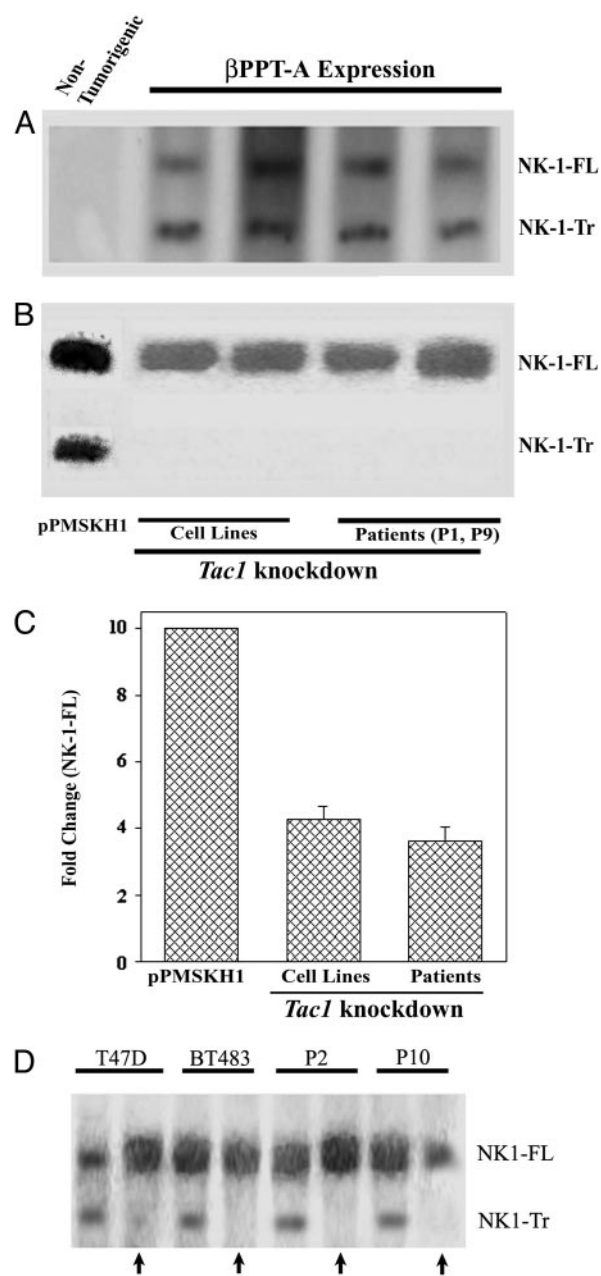 Non-
Tumorigenic
βPPT-A Expression
A
NK-1-FL
NK-1-Tr
B
NK-1-FL
NK-1-Tr
pPMSKH1
Cell Lines
Patients (P1, P9)
Tac1 knockdown
C
Fold Change (NK-1-FL)
10
8
6
4
2
0
pPMSKH1
Cell Lines
Patients
Tac1 knockdown
D
T47D BT483 P2 P10
NK1-FL
NK1-Tr